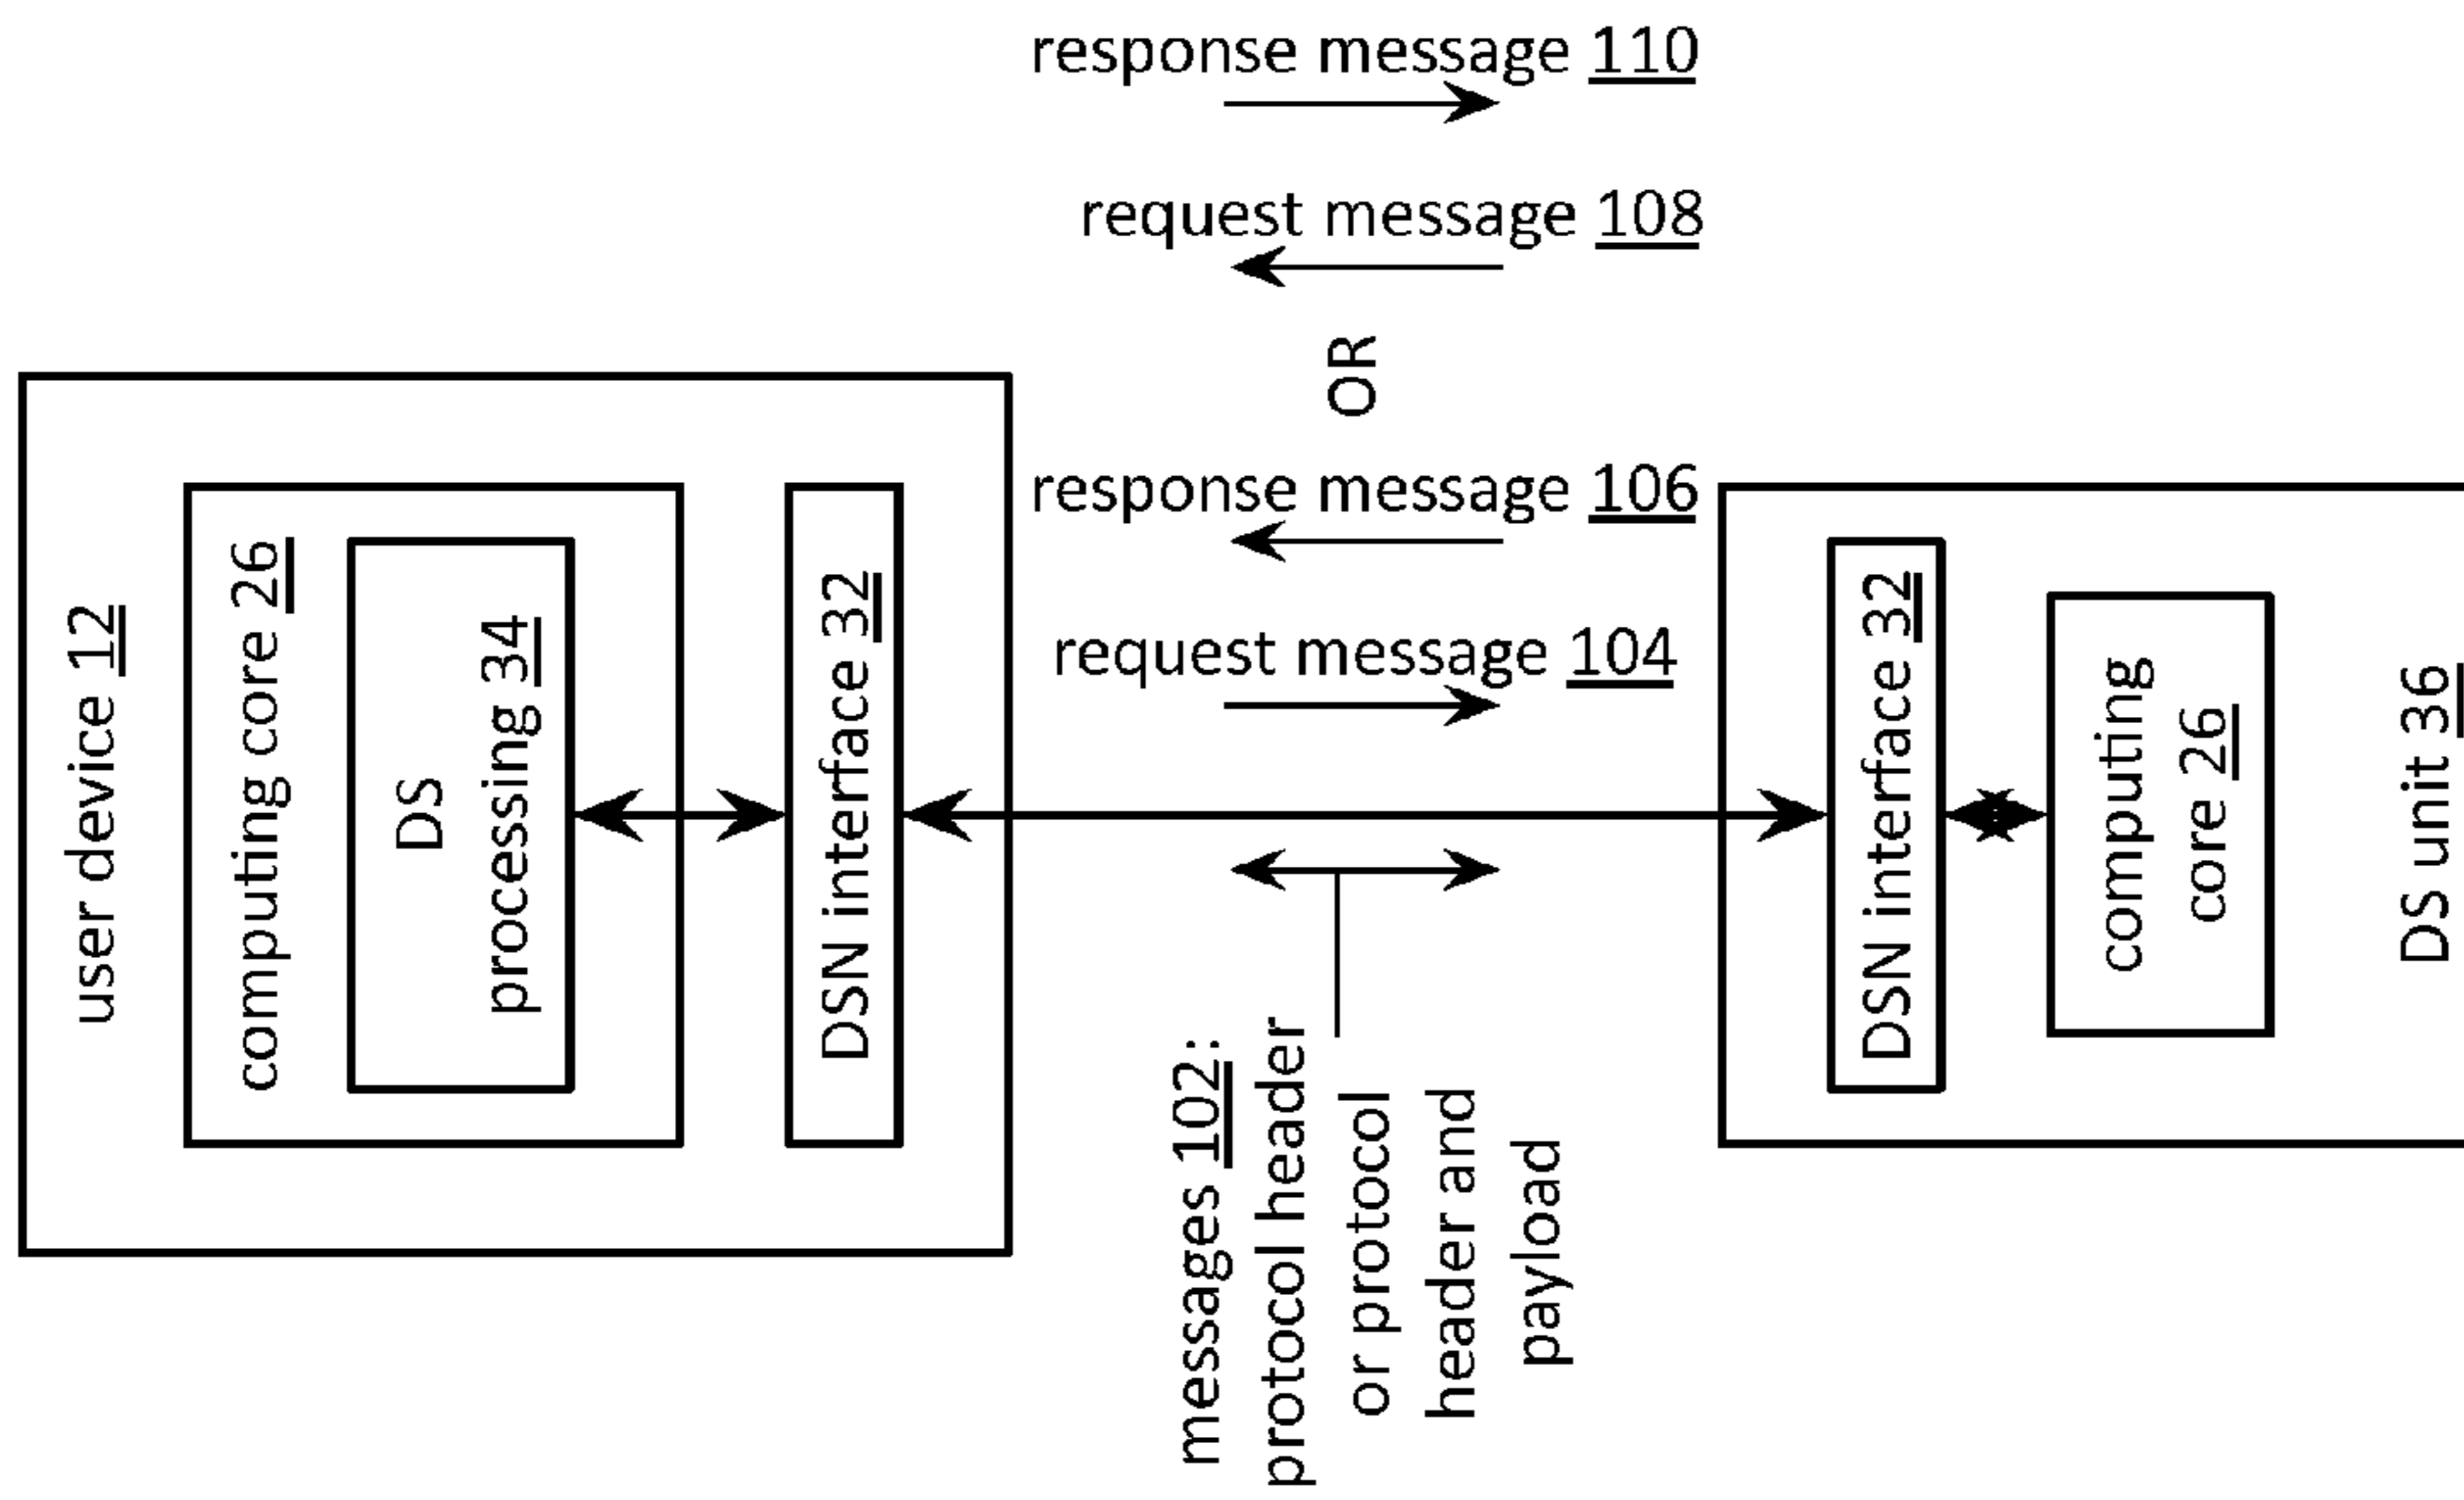 response message 110
request message 108
OR
response message 106
request message 104
user device 12
computing core 26
DS
processing 34
DSN interface 32
messages 102:
protocol header
or protocol
header and
payload
DSN interface 32
computing
core 26
DS unit 36